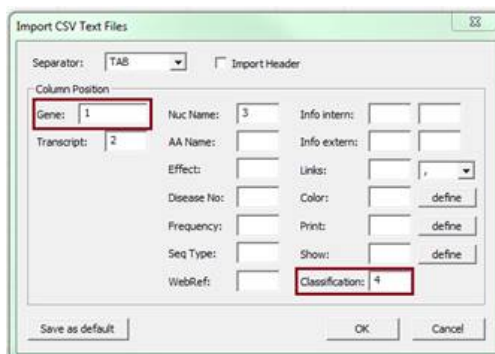 Import CSV Text Files
Separator: TAB Import Header
Column Position
Gene: 1 Nuc Name: 3 Info intern:
Transcript: 2 AA Name: Info extern:
Effect: Links: ,
Disease No: Color: define
Frequency: Print: define
Seq Type: Show: define
WebRef: Classification: 4
Save as default OK Cancel